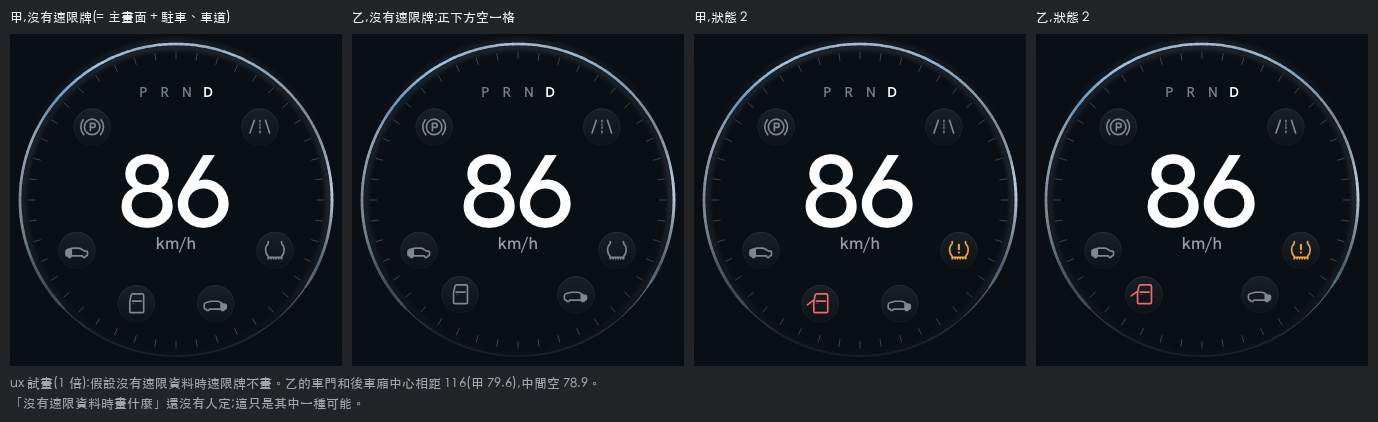 甲,沒有速限牌(= 主畫面 + 駐車、車道)
乙,沒有速限牌:正下方空一格
甲,狀態 2
乙,狀態 2
P R N D
P R N D
P R N D
P R N D
P
P
P
P
86
86
86
86
km/h
km/h
km/h
km/h
ux 試畫(1 倍):假設沒有速限資料時速限牌不畫。乙的車門和後車廂中心相距 116(甲 79.6),中間空 78.9。
「沒有速限資料時畫什麼」還沒有人定;這只是其中一種可能。